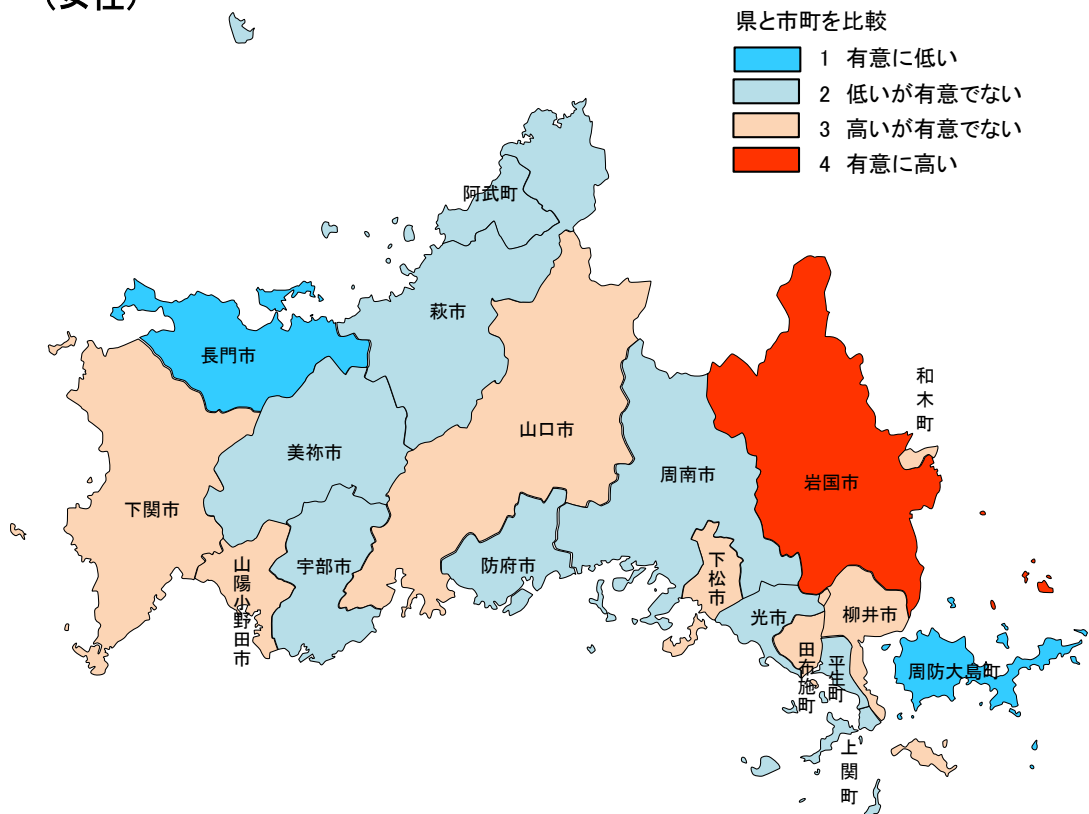 (女性)
県と市町を比較
1 有意に低い
2 低いが有意でない
3 高いが有意でない
4 有意に高い
阿武町
萩市
長門市
和木町
山口市
美祢市
周南市
岩国市
下関市
山陽小野田市
宇部市
防府市
下松市
光市
柳井市
田布施町
平生町
周防大島町
上関町